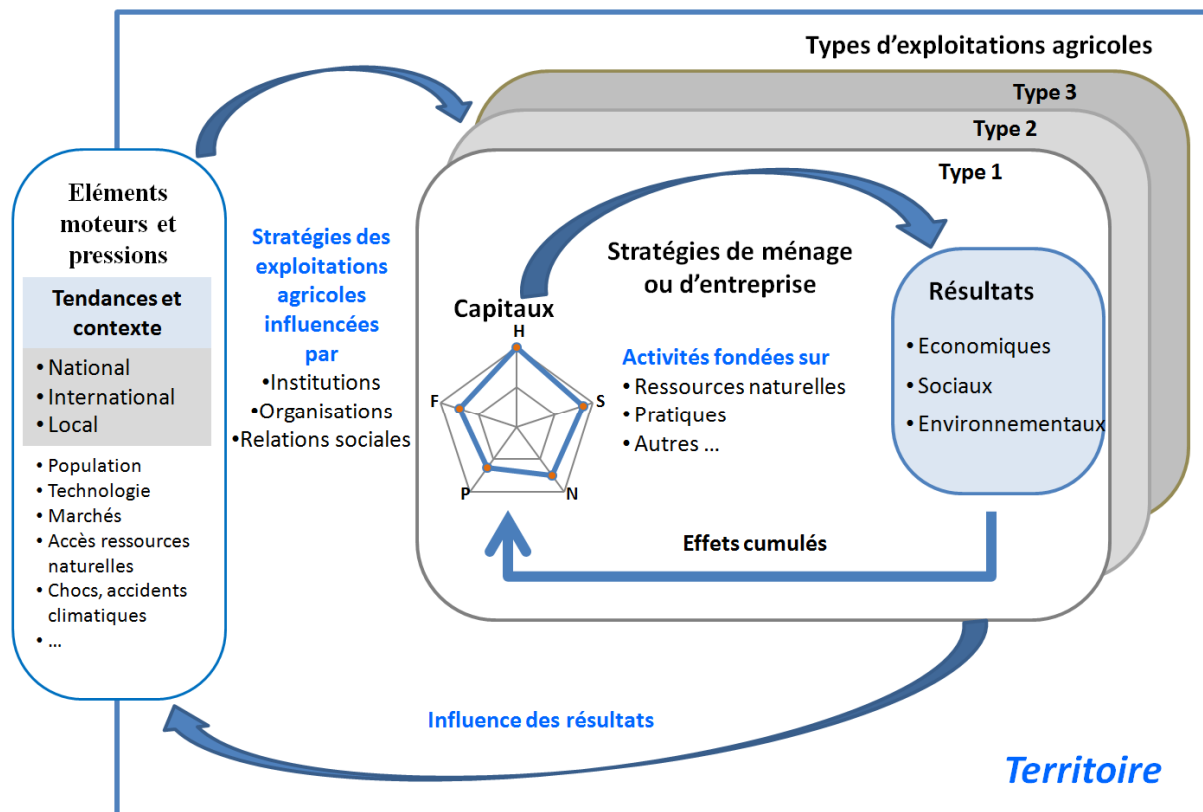 Types d'exploitations agricoles
Type 3
Type 2
Type 1
Eléments
moteurs et
pressions
Tendances et
contexte
• National
• International
• Local
• Population
• Technologie
• Marchés
• Accès ressources
naturelles
• Chocs, accidents
climatiques
• ...
Stratégies des
exploitations
agricoles
influencées
par
•Institutions
•Organisations
•Relations sociales
Capitaux
H
F
S
P
N
Stratégies de ménage
ou d'entreprise
Activités fondées sur
• Ressources naturelles
• Pratiques
• Autres ...
Résultats
• Economiques
• Sociaux
• Environnementaux
Effets cumulés
Influence des résultats
Territoire